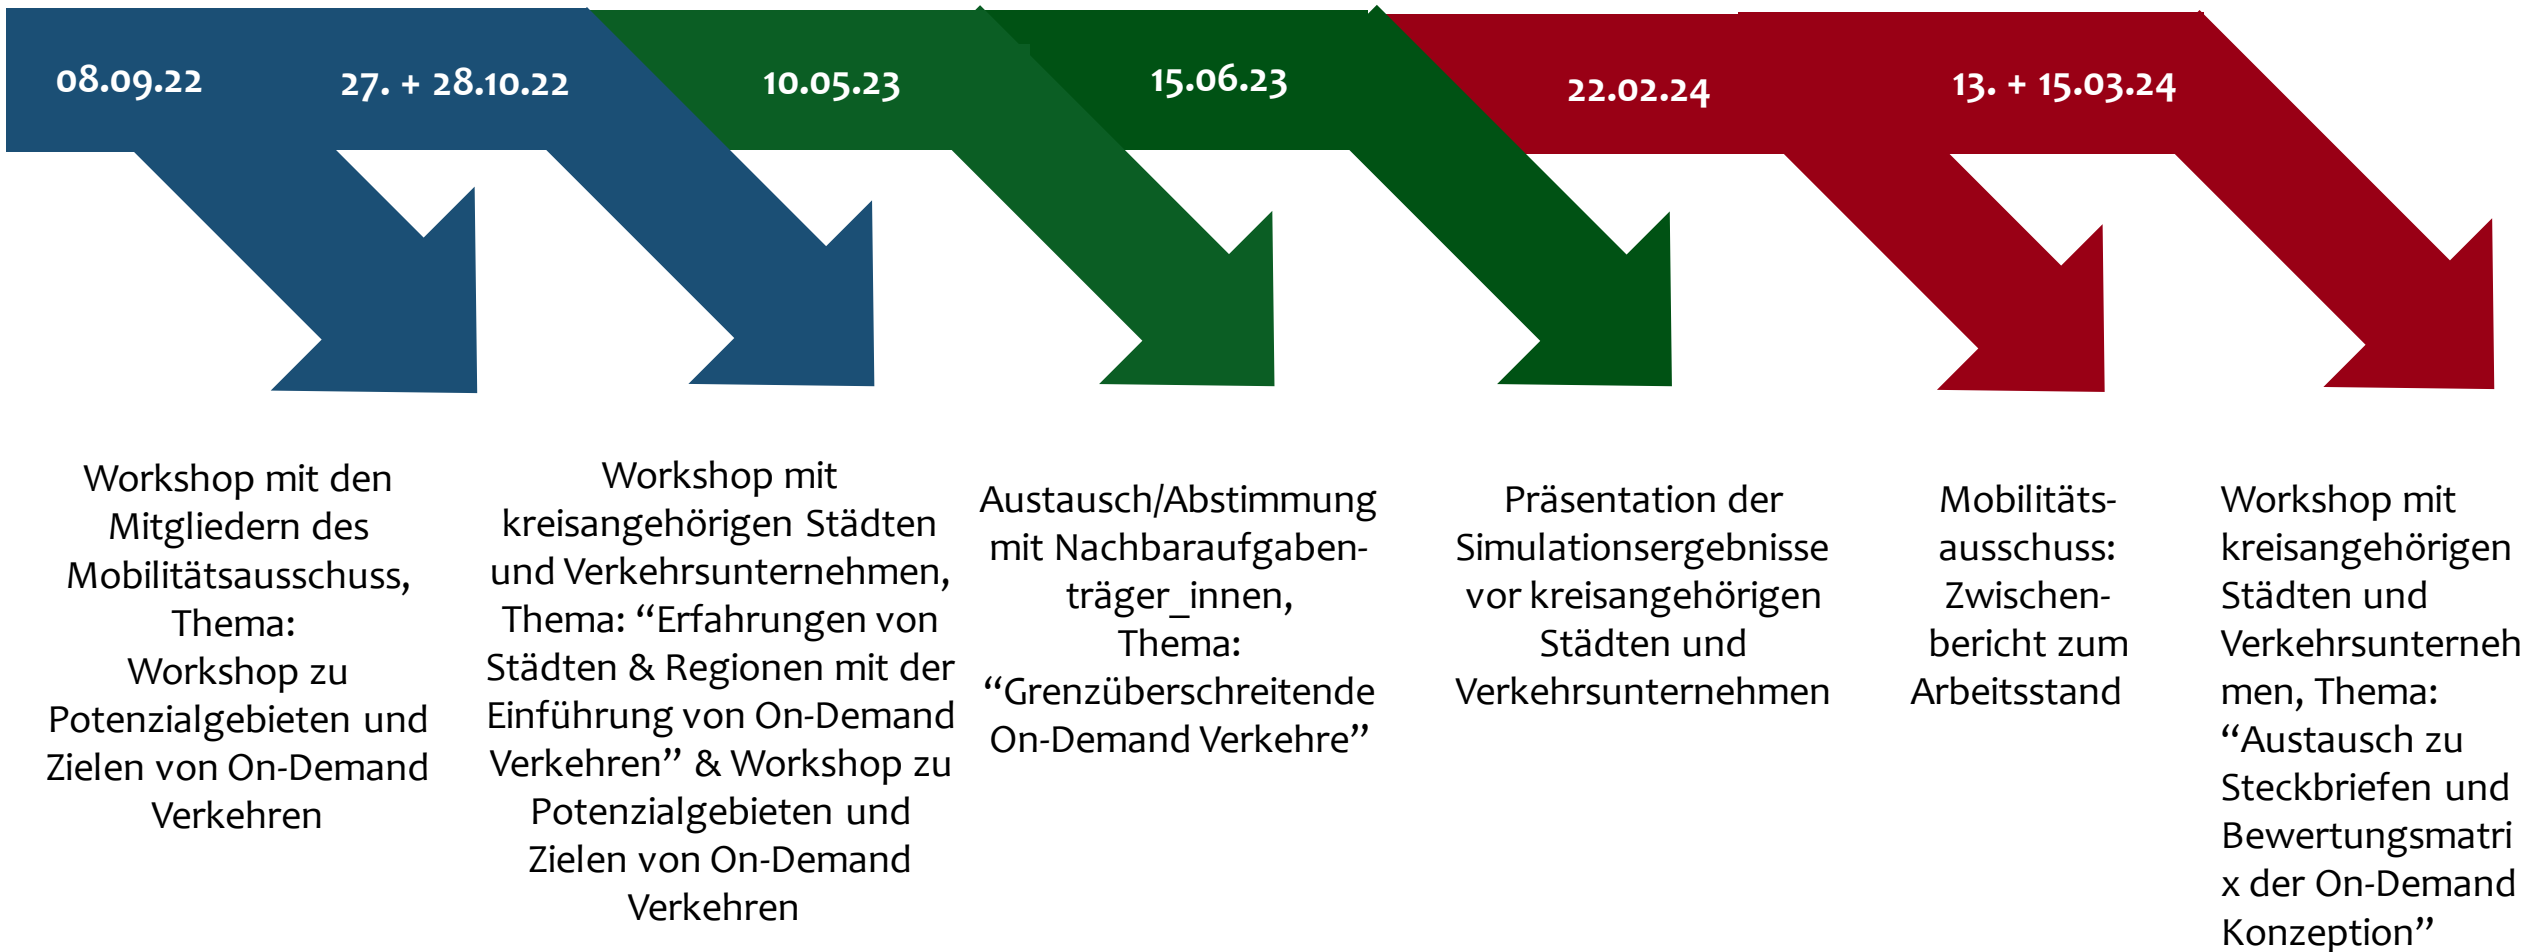 08.09.22
27. + 28.10.22
10.05.23
15.06.23
22.02.24
13. + 15.03.24
Workshop mit den
Mitgliedern des
Mobilitätsausschuss,
Thema:
Workshop zu
Potenzialgebieten und
Zielen von On-Demand
Verkehren
Workshop mit
kreisangehörigen Städten
und Verkehrsunternehmen,
Thema: “Erfahrungen von
Städten & Regionen mit der
Einführung von On-Demand
Verkehren” & Workshop zu
Potenzialgebieten und
Zielen von On-Demand
Verkehren
Austausch/Abstimmung
mit Nachbaraufgaben-
träger_innen,
Thema:
“Grenzüberschreitende
On-Demand Verkehre”
Präsentation der
Simulationsergebnisse
vor kreisangehörigen
Städten und
Verkehrsunternehmen
Mobilitäts-
ausschuss:
Zwischen-
bericht zum
Arbeitsstand
Workshop mit
kreisangehörigen
Städten und
Verkehrsunterneh
men, Thema:
“Austausch zu
Steckbriefen und
Bewertungsmatri
x der On-Demand
Konzeption”